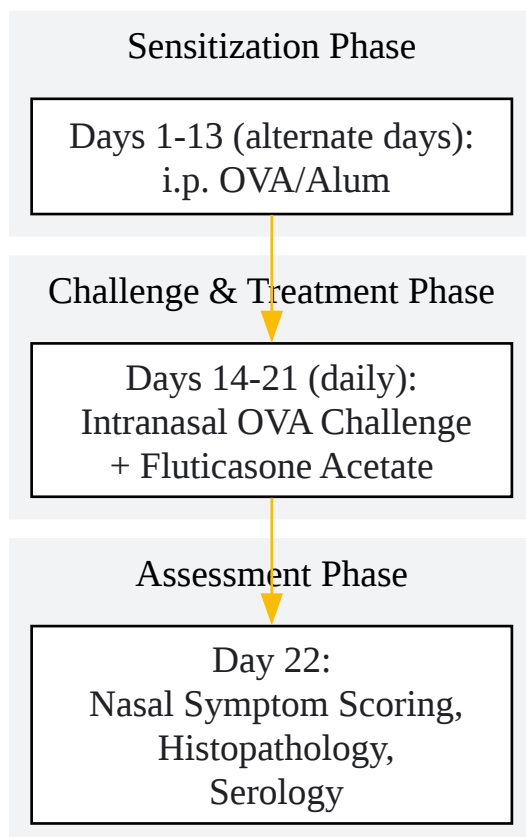 Sensitization Phase
Days 1-13 (alternate days):
i.p. OVA/Alum
Challenge & Treatment Phase
Days 14-21 (daily):
Intranasal OVA Challenge
+ Fluticasone Acetate
Assessment Phase
Day 22:
Nasal Symptom Scoring,
Histopathology,
Serology